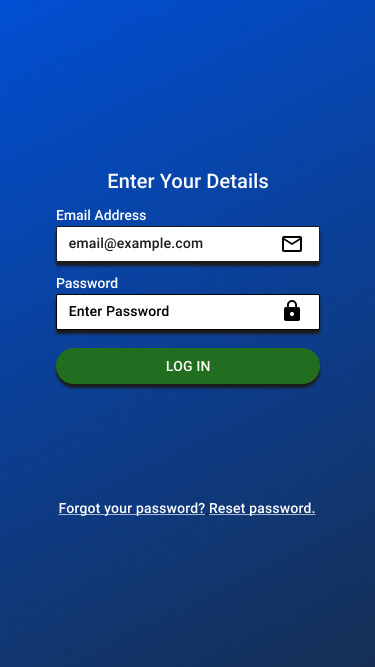 Enter Your Details
Email Address
email@example.com
Password
Enter Password
LOG IN
Forgot your password? Reset password.